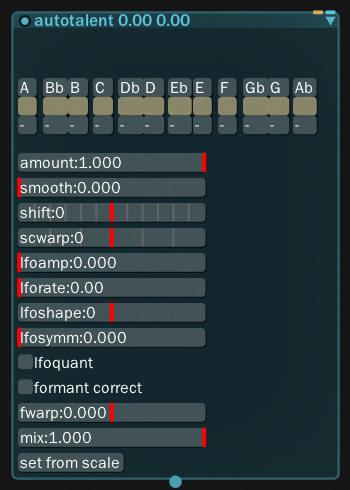 autotalent 0.00 0.00
A Bb B C Db D Eb E F Gb G Ab
- - - - - - - - - - - -
amount:1.000
smooth:0.000
shift:0
scwarp:0
lfoamp:0.000
lforate:0.00
lfoshape:0
lfosymm:0.000
lfoquant
formant correct
fwarp:0.000
mix:1.000
set from scale